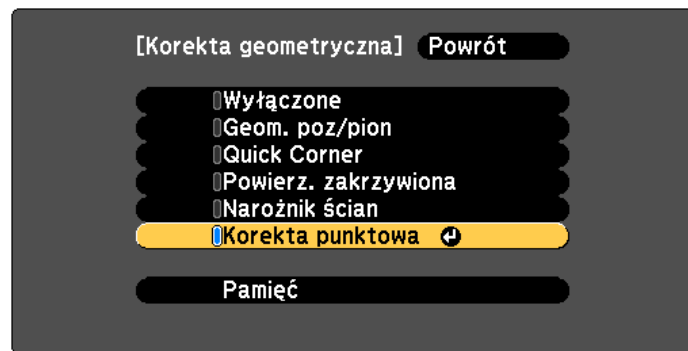 [Korekta geometryczna] Powrót
Wyłączone
Geom. poz/pion
Quick Corner
Powierz. zakrzywiona
Narożnik ścian
Korekta punktowa
Pamięć